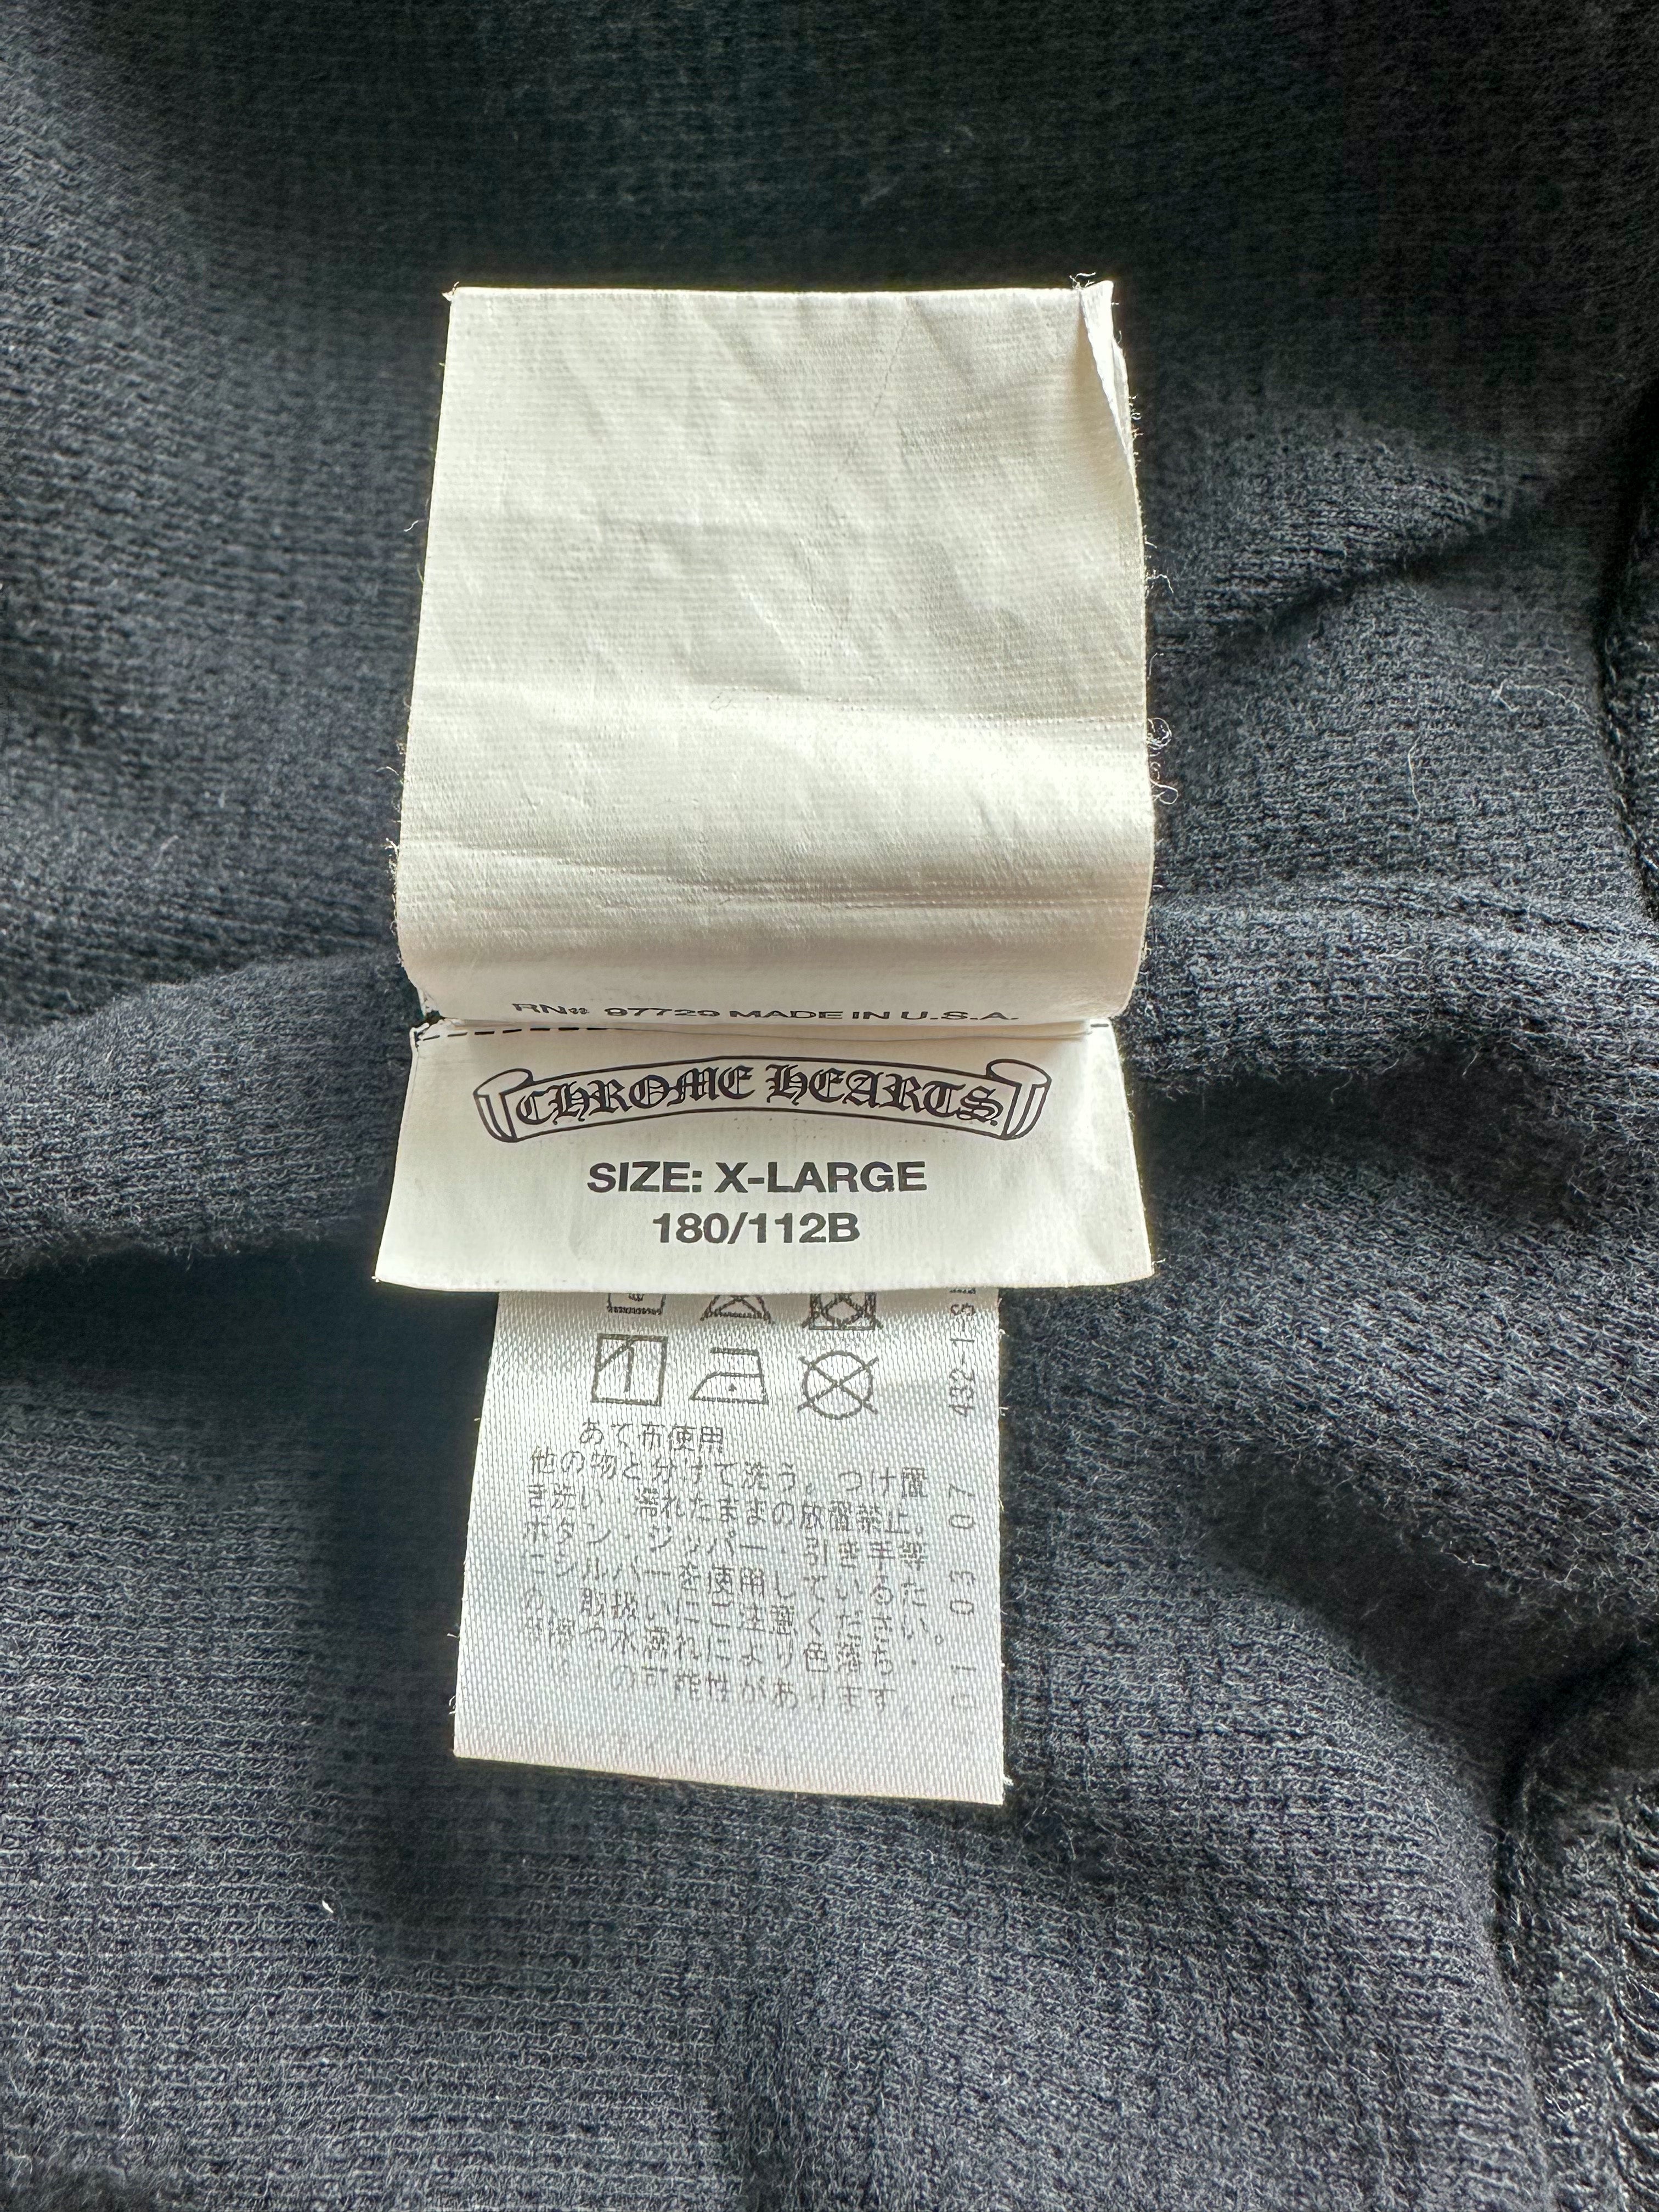 RN# 97729 MADE IN U.S.A.
CHROME HEARTS
SIZE: X-LARGE
180/112B
あて布使用
他の物と分けて洗う。つけ置
き洗い・濡れたままの放置禁止。
ボタン・ジッパー・引き手等
にシルバーを使用しているた
め、取扱いにご注意ください。
や水濡れにより色落ち・
の可能性があります。
432-1-S
01 03 07